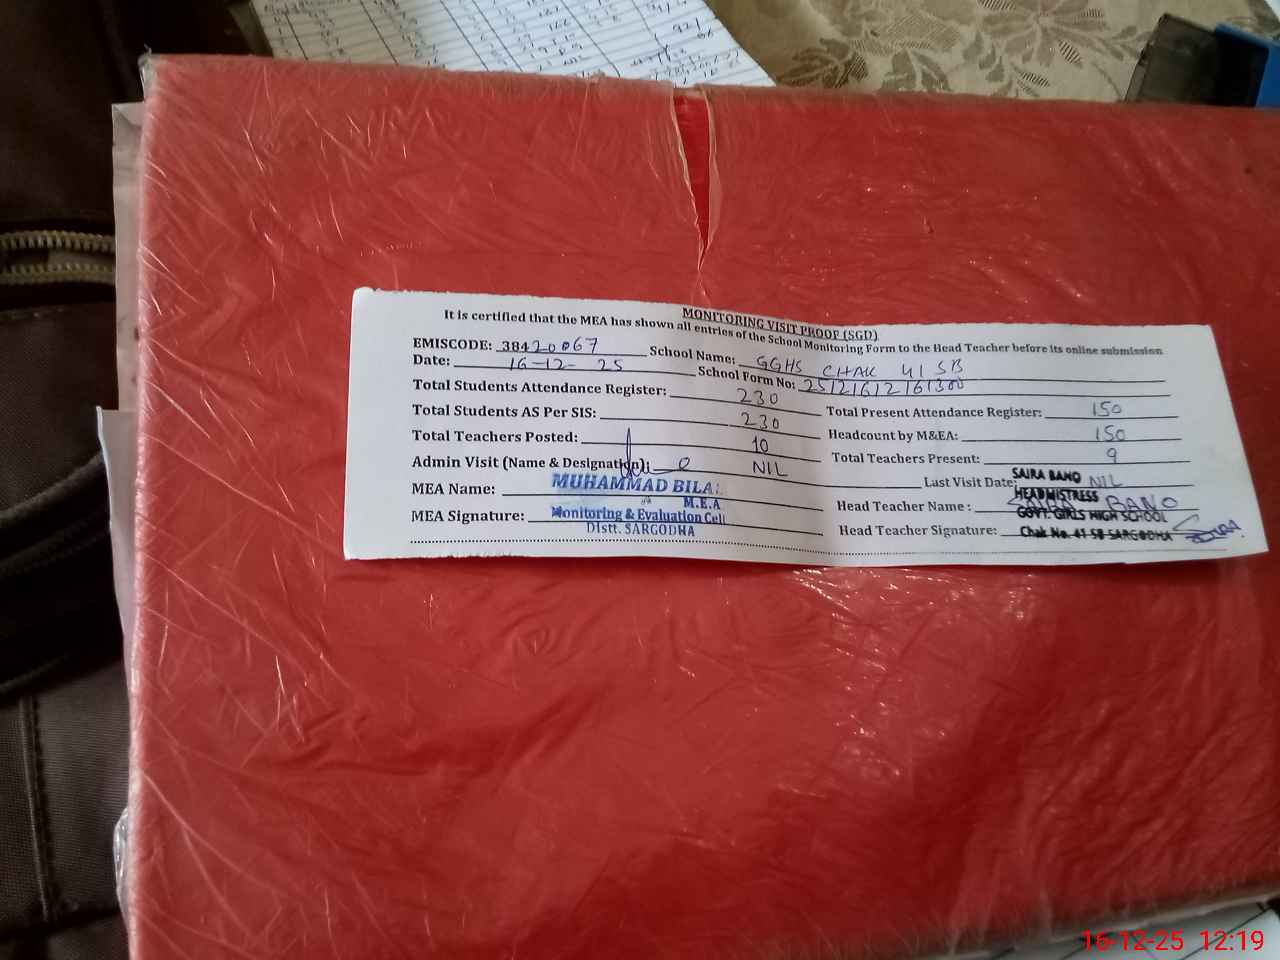 MONITORING VISIT PROOF (SGD)
It is certified that the MEA has shown all entries of the School Monitoring Form to the Head Teacher before its online submission
EMISCODE: 38420067 School Name: GGHS CHAK 41 SB
Date: 16-12-25 School Form No: 25121612161300
Total Students Attendance Register: 230 Total Present Attendance Register: 150
Total Students AS Per SIS: 230 Headcount by M&EA: 150
Total Teachers Posted: 10 Total Teachers Present: 9
Admin Visit (Name & Designation): NIL Last Visit Date: NIL
MEA Name: MUHAMMAD BILAL
M.E.A
MEA Signature: Monitoring & Evaluation Cell
Distt. SARGODHA
Head Teacher Name: SAIRA BANO
Head Teacher Signature: Saira
SAIRA BANO
HEADMISTRESS
GOVT. GIRLS HIGH SCHOOL
Chak No. 41 SB SARGODHA
16-12-25 12:19